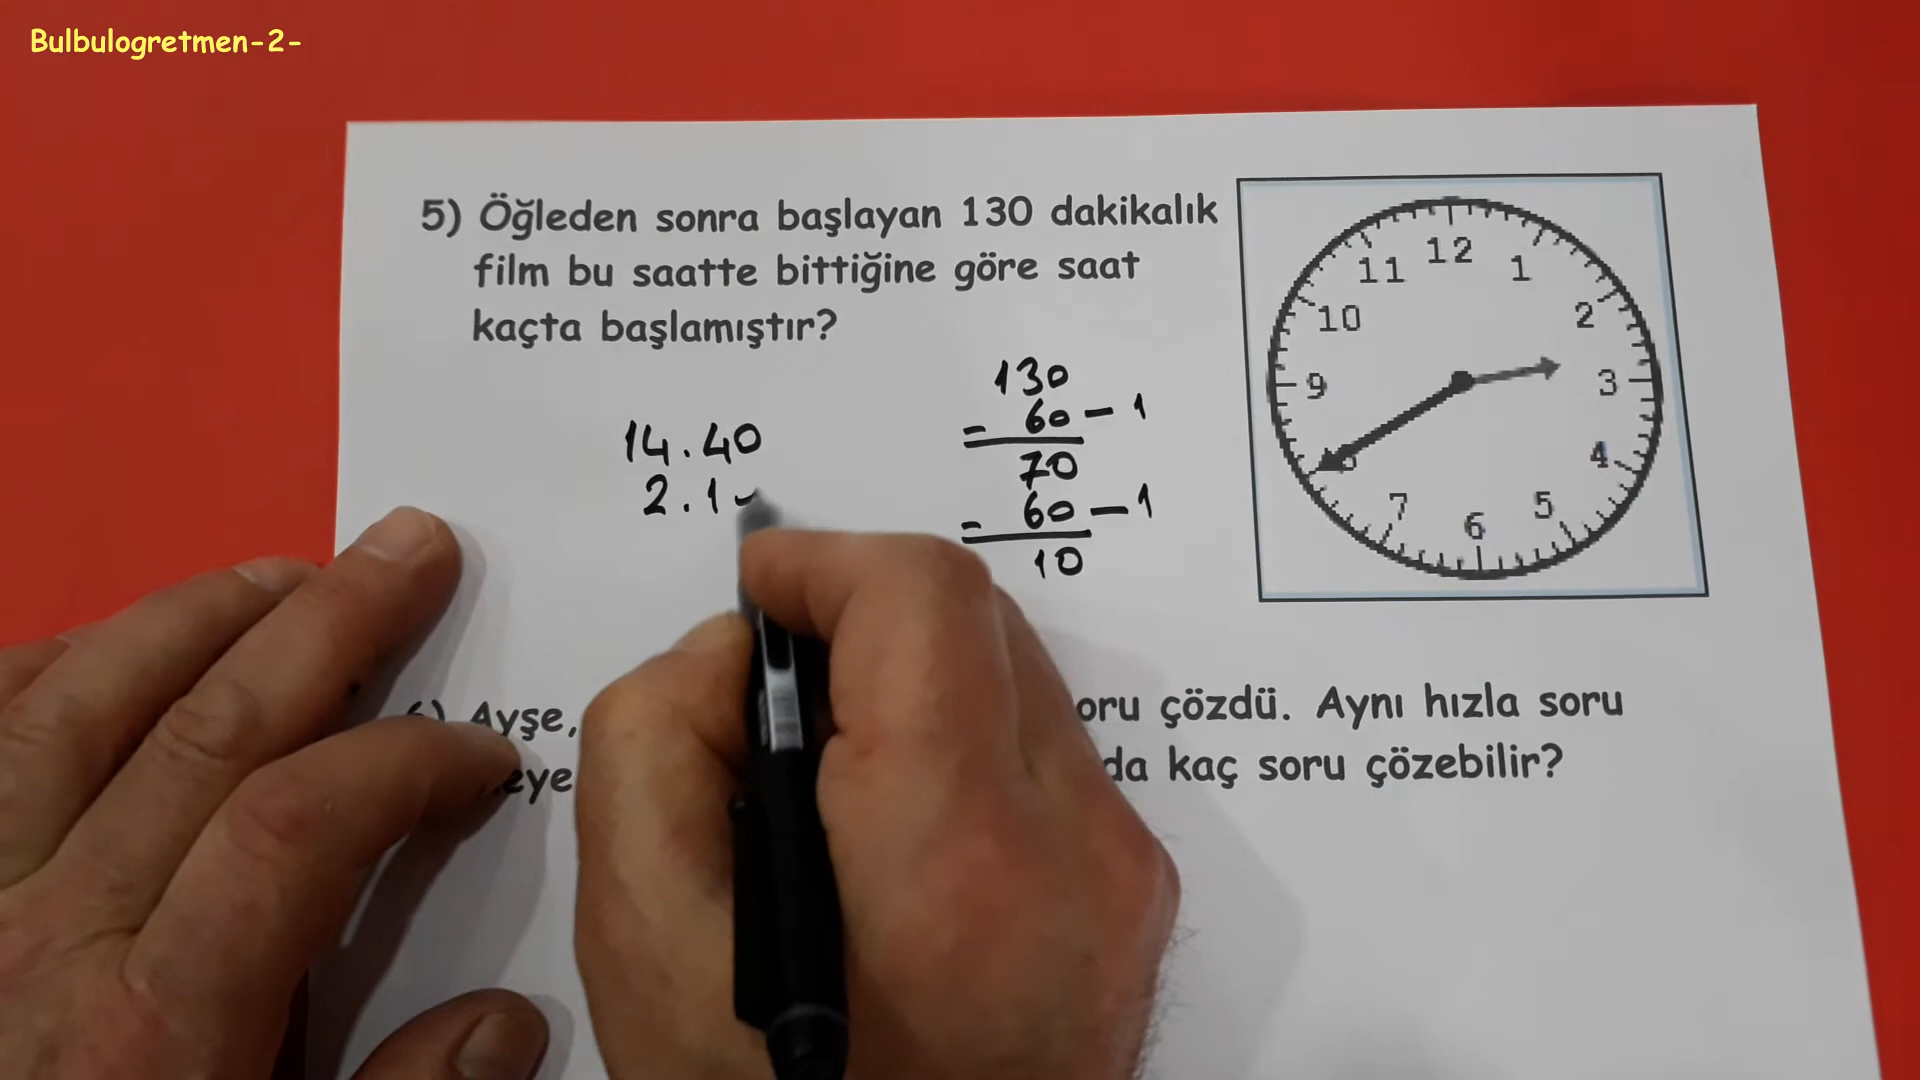 Bulbulogretmen-2-
5) Öğleden sonra başlayan 130 dakikalık
film bu saatte bittiğine göre saat
kaçta başlamıştır?
14.40
2.1
130
- 60 - 1
70
- 60 - 1
10
12
1
2
3
4
5
6
7
9
10
11
Ayşe,
çözdü. Aynı hızla soru
kaç soru çözebilir?